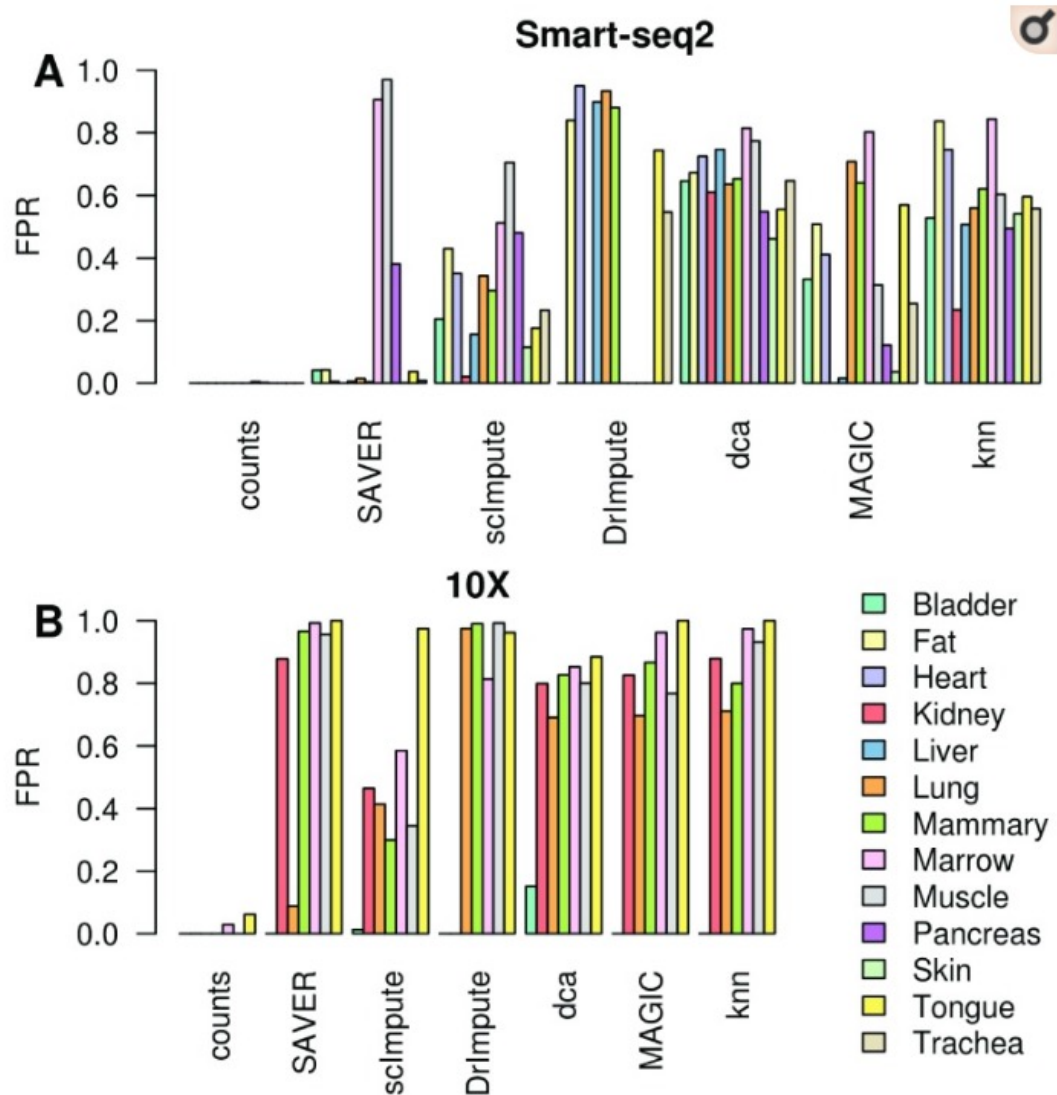 Smart-seq2
A
1.0
0.8
0.6
0.4
0.2
0.0
FPR
counts
SAVER
scImpute
DrImpute
dca
MAGIC
knn
10X
B
1.0
0.8
0.6
0.4
0.2
0.0
FPR
counts
SAVER
scImpute
DrImpute
dca
MAGIC
knn
Bladder
Fat
Heart
Kidney
Liver
Lung
Mammary
Marrow
Muscle
Pancreas
Skin
Tongue
Trachea